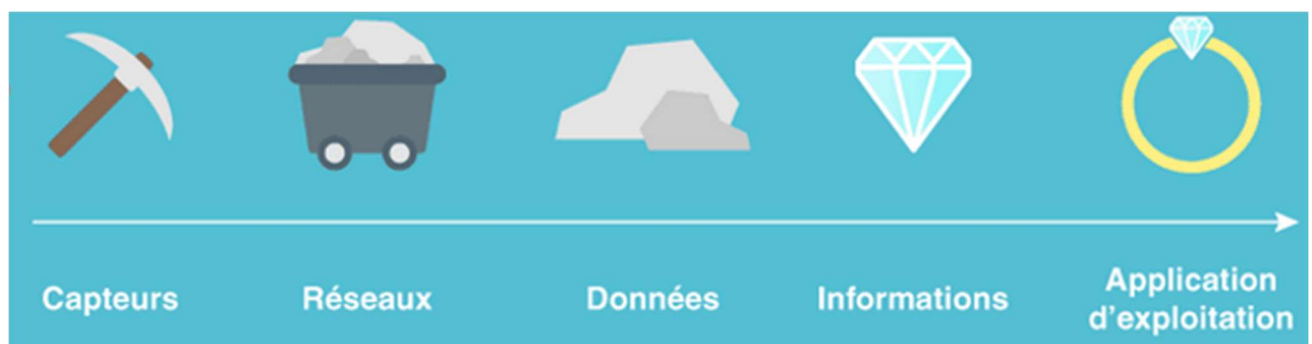 Capteurs
Réseaux
Données
Informations
Application
d'exploitation